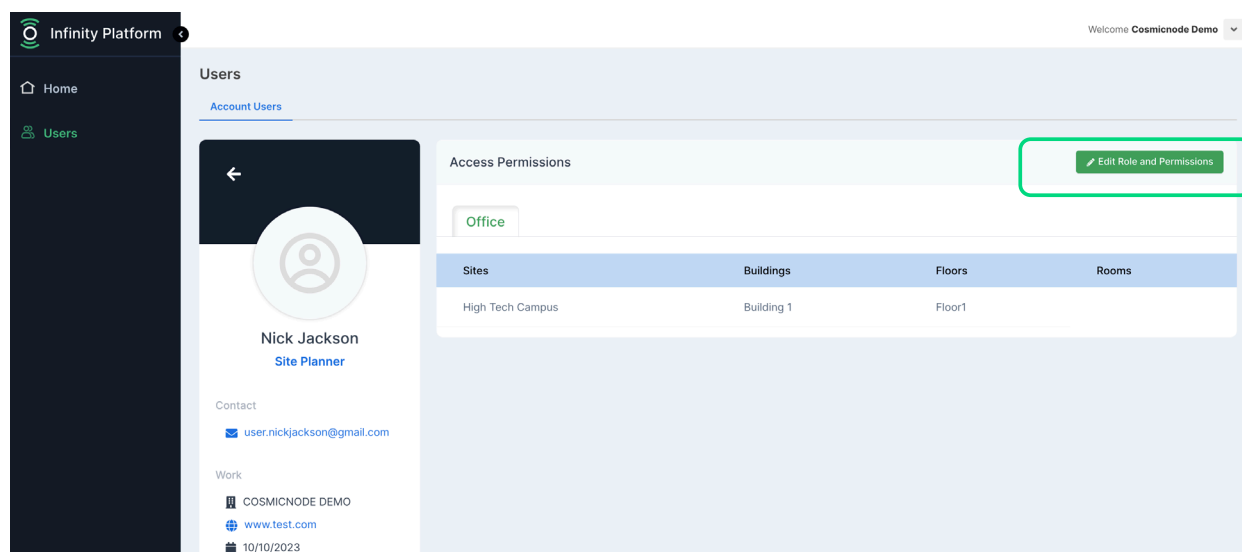 Infinity Platform
Welcome Cosmicnode Demo
Home
Users
Users
Account Users
Access Permissions
Edit Role and Permissions
Office
Sites Buildings Floors Rooms
High Tech Campus Building 1 Floor1
Nick Jackson
Site Planner
Contact
user.nickjackson@gmail.com
Work
COSMICNODE DEMO
www.test.com
10/10/2023